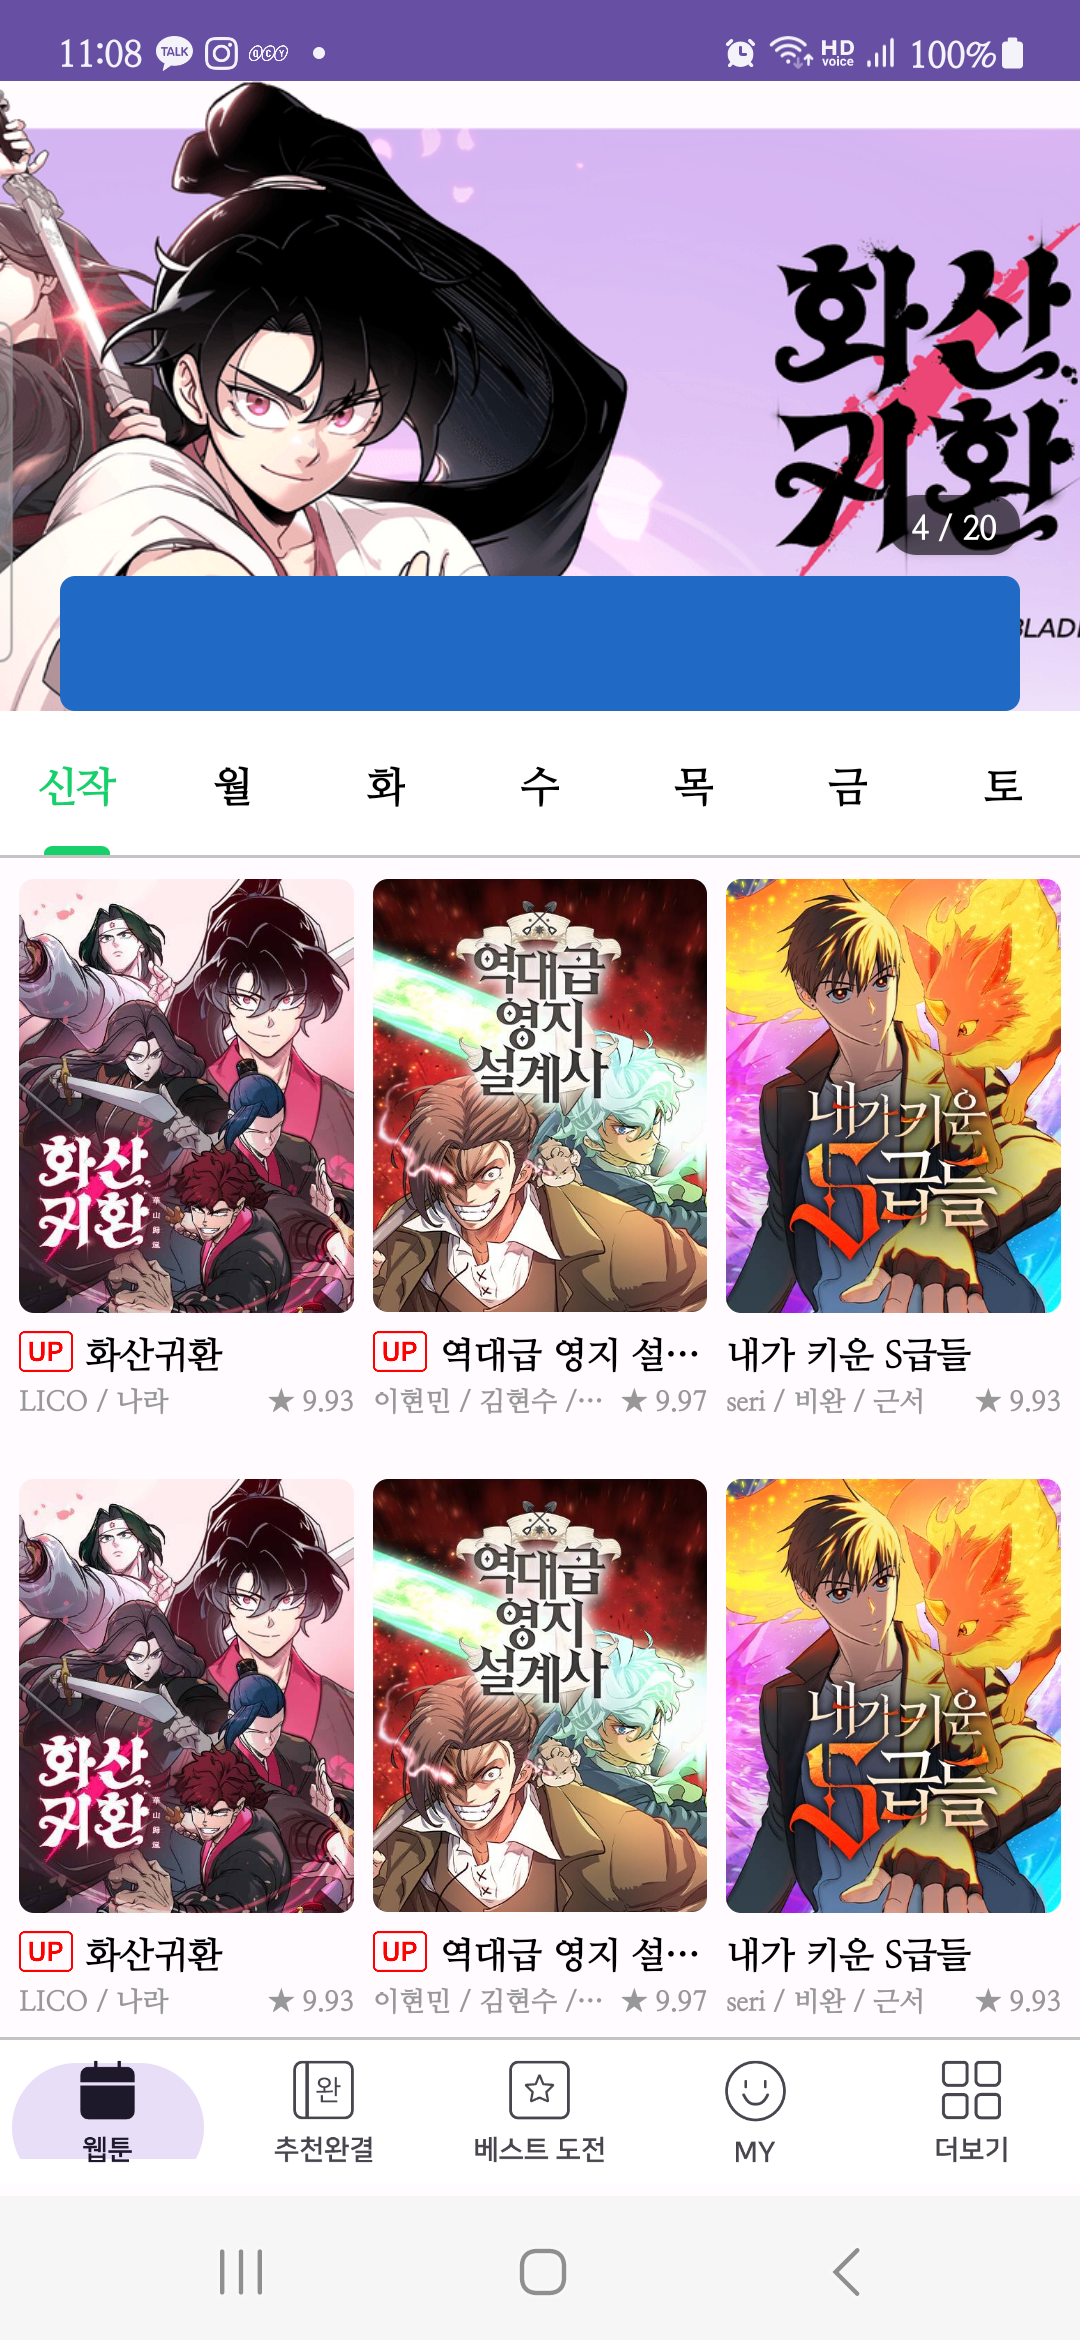 11:08 TALK QCY HD voice 100%
화산
귀환
4 / 20
BLADE
신작 월 화 수 목 금 토
화산
귀환
역대급
영지
설계사
내가 키운
S급들
UP 화산귀환
LICO / 나라 ★ 9.93
UP 역대급 영지 설…
이현민 / 김현수 /… ★ 9.97
내가 키운 S급들
seri / 비완 / 근서 ★ 9.93
화산
귀환
역대급
영지
설계사
내가 키운
S급들
UP 화산귀환
LICO / 나라 ★ 9.93
UP 역대급 영지 설…
이현민 / 김현수 /… ★ 9.97
내가 키운 S급들
seri / 비완 / 근서 ★ 9.93
완
웹툰 추천완결 베스트 도전 MY 더보기